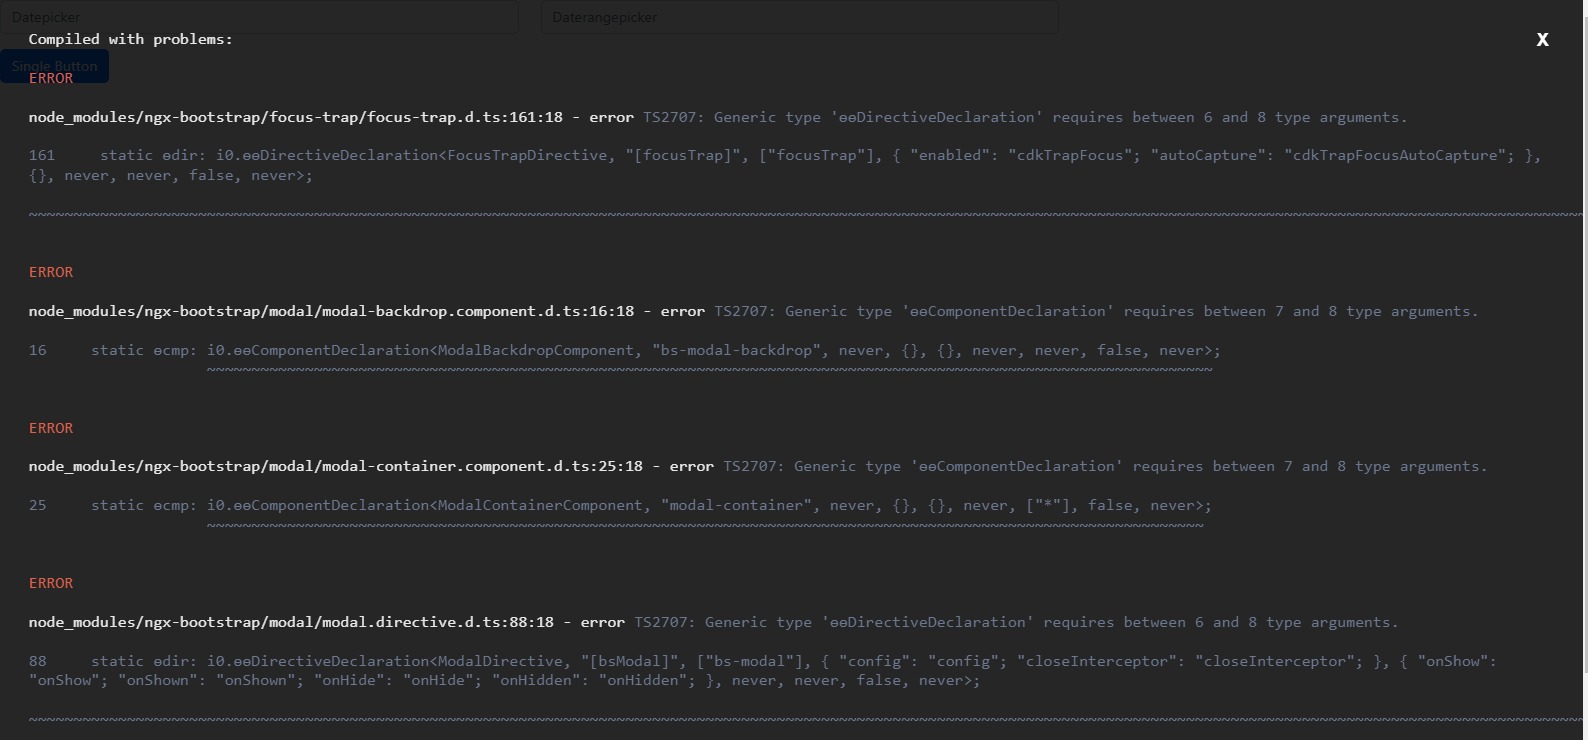 Datepicker
Daterangepicker
Compiled with problems:
X
Single Button
ERROR
node_modules/ngx-bootstrap/focus-trap/focus-trap.d.ts:161:18 - error TS2707: Generic type 'ɵɵDirectiveDeclaration' requires between 6 and 8 type arguments.
161     static ɵdir: i0.ɵɵDirectiveDeclaration<FocusTrapDirective, "[focusTrap]", ["focusTrap"], { "enabled": "cdkTrapFocus"; "autoCapture": "cdkTrapFocusAutoCapture"; },
{}, never, never, false, never>;
ERROR
node_modules/ngx-bootstrap/modal/modal-backdrop.component.d.ts:16:18 - error TS2707: Generic type 'ɵɵComponentDeclaration' requires between 7 and 8 type arguments.
16     static ɵcmp: i0.ɵɵComponentDeclaration<ModalBackdropComponent, "bs-modal-backdrop", never, {}, {}, never, never, false, never>;
ERROR
node_modules/ngx-bootstrap/modal/modal-container.component.d.ts:25:18 - error TS2707: Generic type 'ɵɵComponentDeclaration' requires between 7 and 8 type arguments.
25     static ɵcmp: i0.ɵɵComponentDeclaration<ModalContainerComponent, "modal-container", never, {}, {}, never, ["*"], false, never>;
ERROR
node_modules/ngx-bootstrap/modal/modal.directive.d.ts:88:18 - error TS2707: Generic type 'ɵɵDirectiveDeclaration' requires between 6 and 8 type arguments.
88     static ɵdir: i0.ɵɵDirectiveDeclaration<ModalDirective, "[bsModal]", ["bs-modal"], { "config": "config"; "closeInterceptor": "closeInterceptor"; }, { "onShow":
"onShow"; "onShown": "onShown"; "onHide": "onHide"; "onHidden": "onHidden"; }, never, never, false, never>;